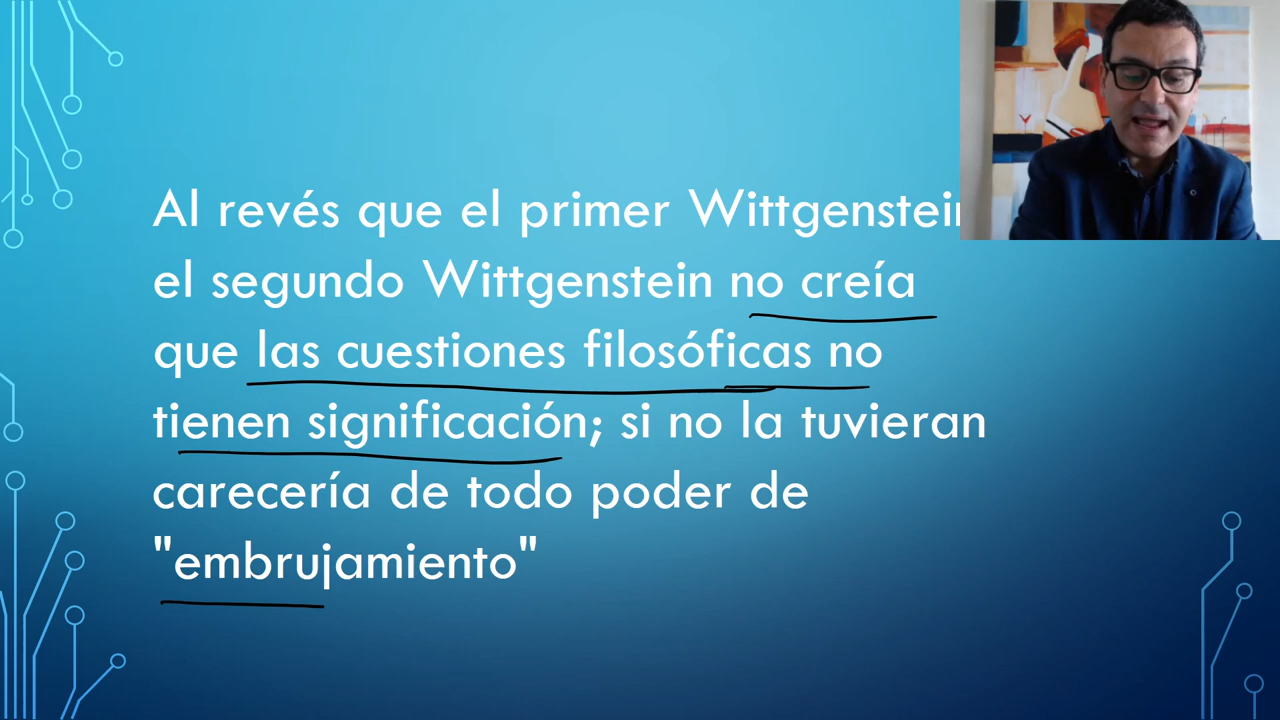 Al revés que el primer Wittgenstein
el segundo Wittgenstein no creía
que las cuestiones filosóficas no
tienen significación; si no la tuvieran
carecería de todo poder de
"embrujamiento"